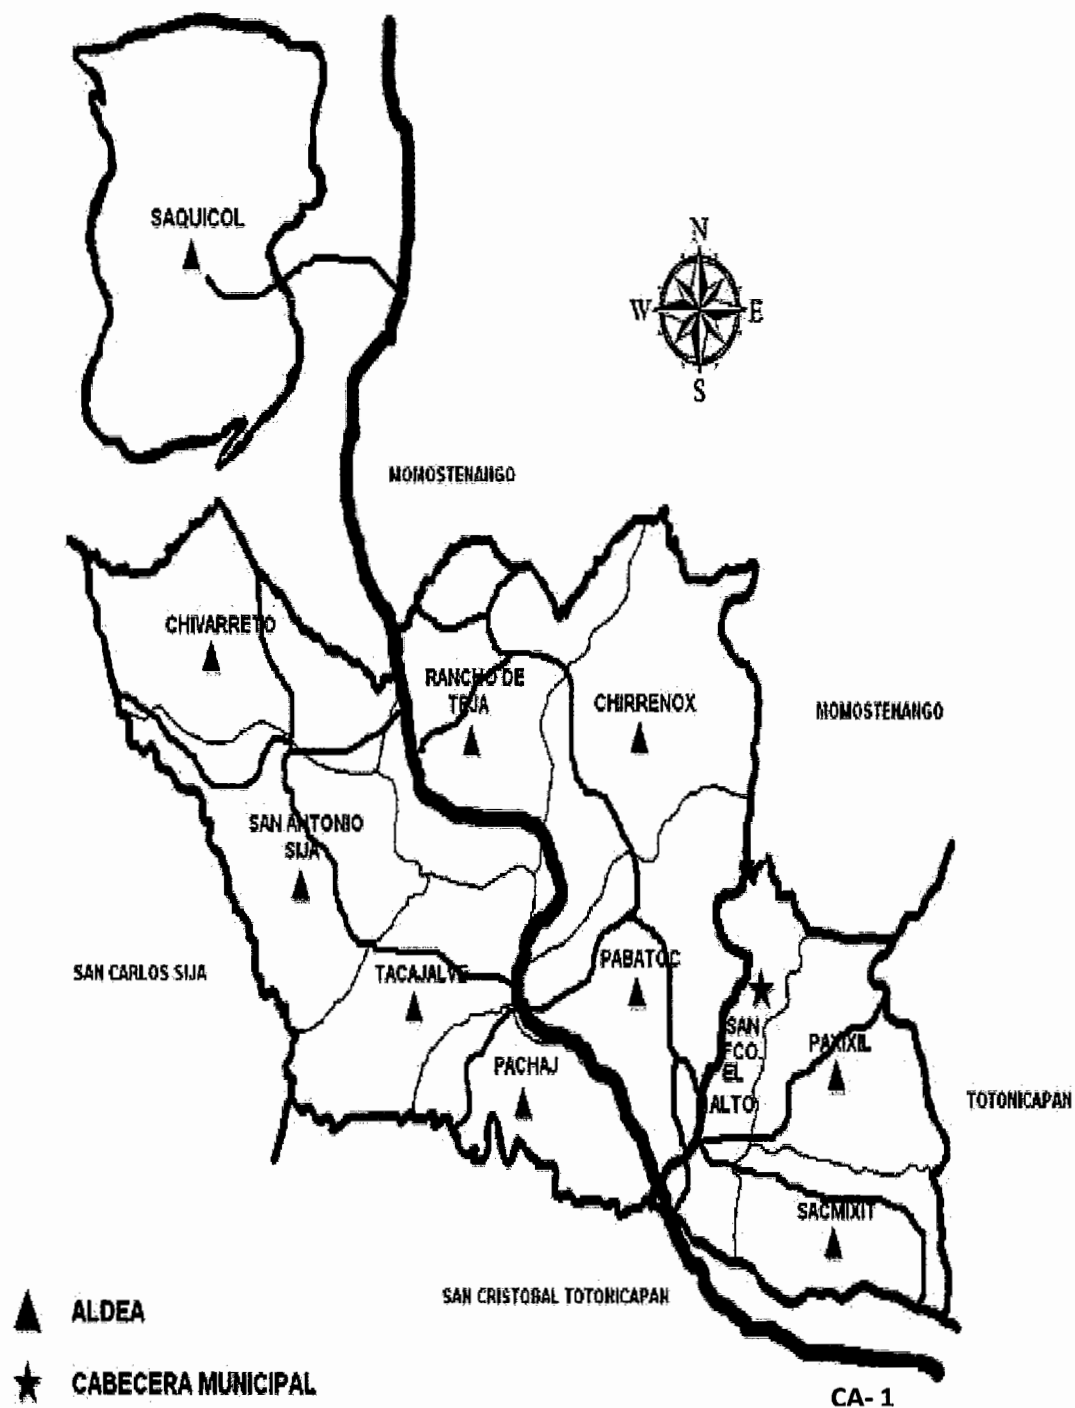 SAQUICOL
N
W
E
S
MOMOSTENANGO
CHIVARRETO
RANCHO DE
TEJA
CHIRRENOX
MOMOSTENANGO
SAN ANTONIO
SIJA
SAN CARLOS SIJA
TACAJALVE
PABATOC
SAN
FCO.
EL
ALTO
PAXIXIL
PACHAJ
TOTONICAPAN
SACMIXIT
SAN CRISTOBAL TOTONICAPAN
ALDEA
CABECERA MUNICIPAL
CA- 1